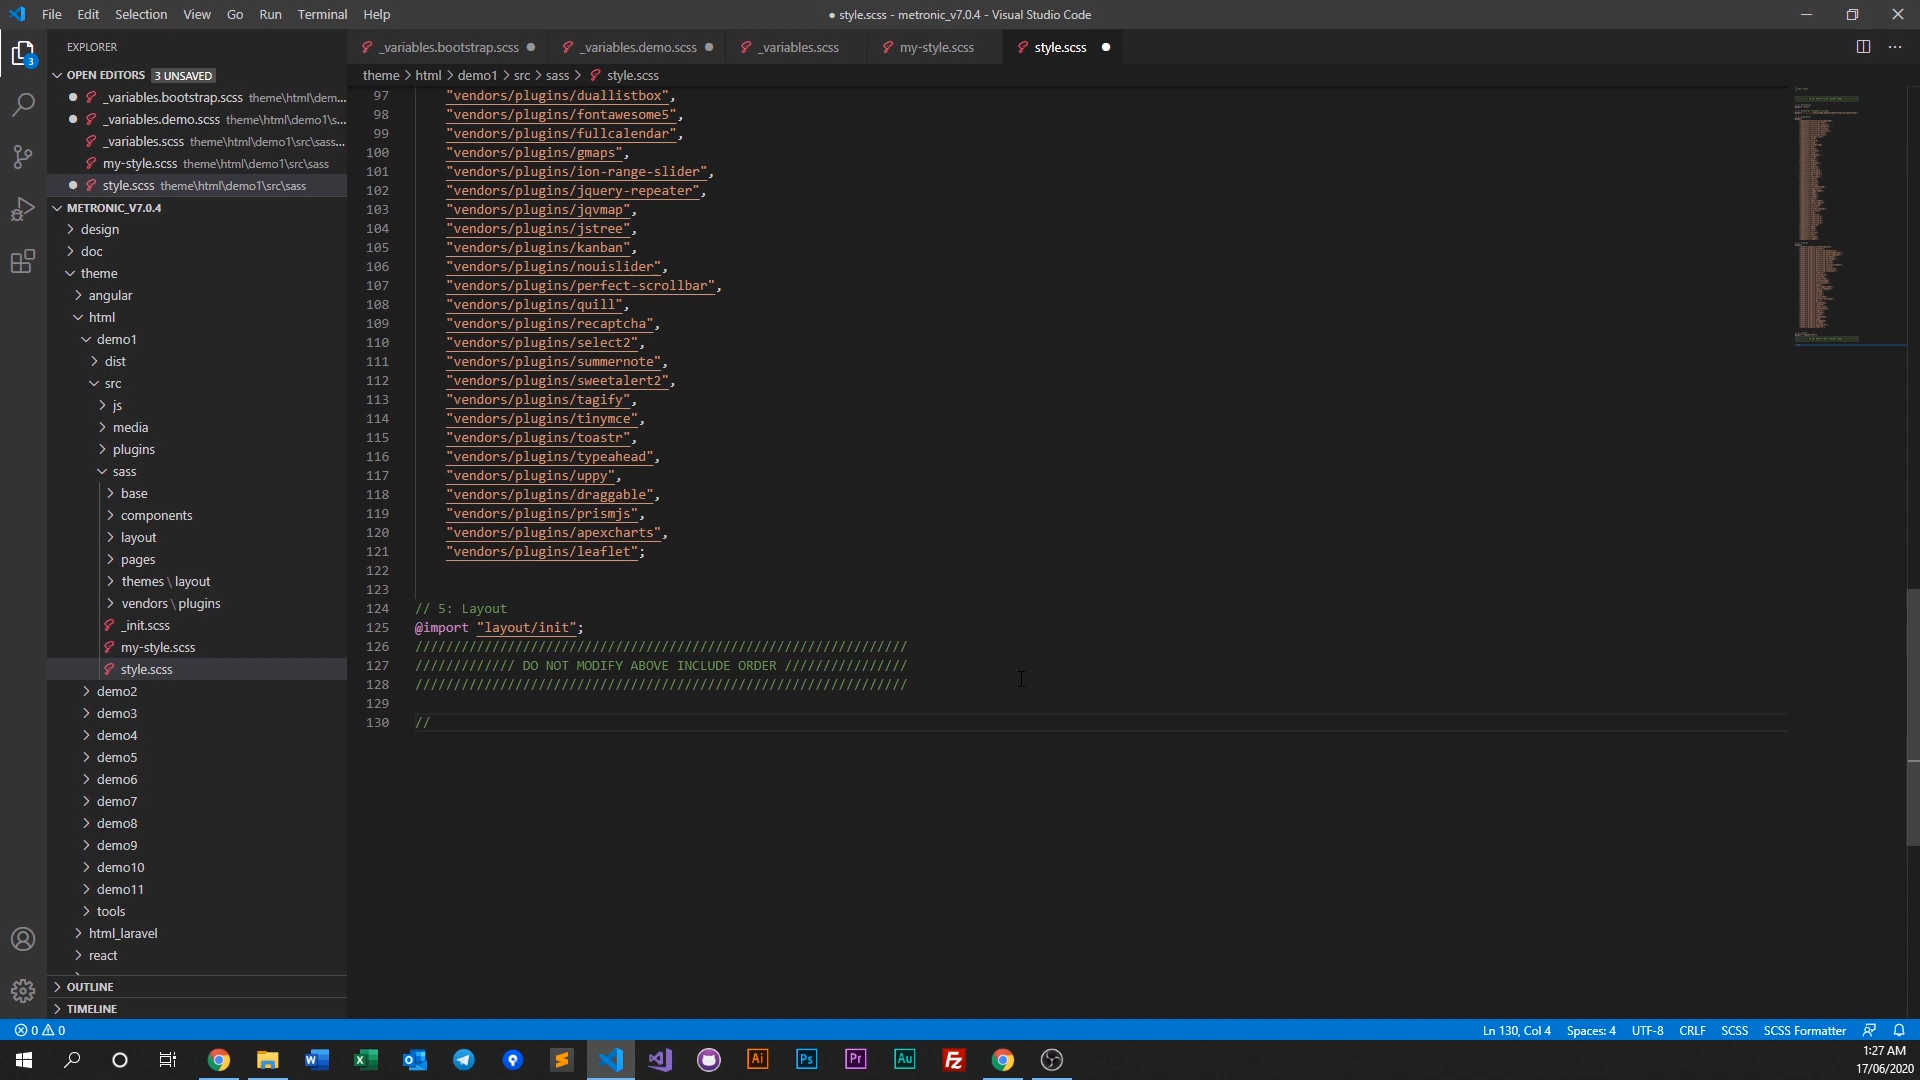 File Edit Selection View Go Run Terminal Help
● style.scss - metronic_v7.0.4 - Visual Studio Code
EXPLORER
OPEN EDITORS 3 UNSAVED
_variables.bootstrap.scss theme\html\dem...
_variables.demo.scss theme\html\demo1\s...
_variables.scss theme\html\demo1\src\sass...
my-style.scss theme\html\demo1\src\sass
style.scss theme\html\demo1\src\sass
METRONIC_V7.0.4
design
doc
theme
angular
html
demo1
dist
src
js
media
plugins
sass
base
components
layout
pages
themes \ layout
vendors \ plugins
_init.scss
my-style.scss
style.scss
demo2
demo3
demo4
demo5
demo6
demo7
demo8
demo9
demo10
demo11
tools
html_laravel
react
OUTLINE
TIMELINE
3
_variables.bootstrap.scss _variables.demo.scss _variables.scss my-style.scss style.scss
theme > html > demo1 > src > sass > style.scss
97 "vendors/plugins/duallistbox",
98 "vendors/plugins/fontawesome5",
99 "vendors/plugins/fullcalendar",
100 "vendors/plugins/gmaps",
101 "vendors/plugins/ion-range-slider",
102 "vendors/plugins/jquery-repeater",
103 "vendors/plugins/jqvmap",
104 "vendors/plugins/jstree",
105 "vendors/plugins/kanban",
106 "vendors/plugins/nouislider",
107 "vendors/plugins/perfect-scrollbar",
108 "vendors/plugins/quill",
109 "vendors/plugins/recaptcha",
110 "vendors/plugins/select2",
111 "vendors/plugins/summernote",
112 "vendors/plugins/sweetalert2",
113 "vendors/plugins/tagify",
114 "vendors/plugins/tinymce",
115 "vendors/plugins/toastr",
116 "vendors/plugins/typeahead",
117 "vendors/plugins/uppy",
118 "vendors/plugins/draggable",
119 "vendors/plugins/prismjs",
120 "vendors/plugins/apexcharts",
121 "vendors/plugins/leaflet";
122
123
124 // 5: Layout
125 @import "layout/init";
126 ////////////////////////////////////////////////////////////////
127 ///////////// DO NOT MODIFY ABOVE INCLUDE ORDER ////////////////
128 ////////////////////////////////////////////////////////////////
129
130 //
0 0
Ln 130, Col 4 Spaces: 4 UTF-8 CRLF SCSS SCSS Formatter
Ai Ps Pr Au Fz
1:27 AM
17/06/2020